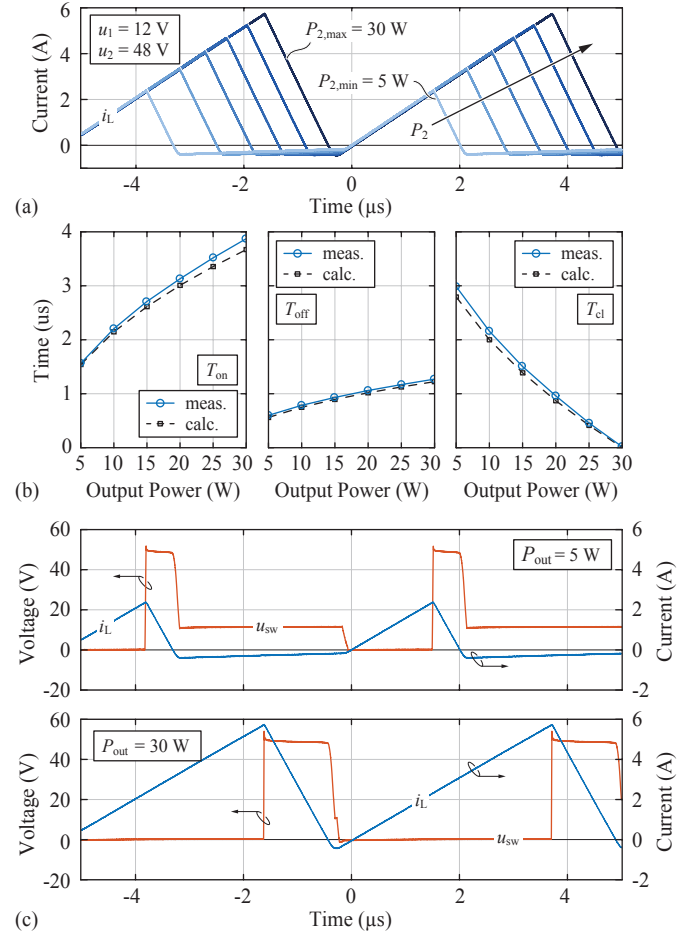 u1 = 12 V
u2 = 48 V
P2,max = 30 W
P2,min = 5 W
P2
iL
Current (A)
6
4
2
0
-4
-2
0
2
4
Time (µs)
(a)
Time (us)
4
3
2
1
0
Ton
meas.
calc.
5
10
15
20
25
30
Output Power (W)
meas.
calc.
Toff
5
10
15
20
25
30
Output Power (W)
meas.
calc.
Tcl
5
10
15
20
25
30
Output Power (W)
(b)
Voltage (V)
60
40
20
0
-20
Pout = 5 W
iL
usw
6
4
2
0
-2
Current (A)
Voltage (V)
60
40
20
0
-20
Pout = 30 W
iL
usw
6
4
2
0
-2
Current (A)
-4
-2
0
2
4
Time (µs)
(c)